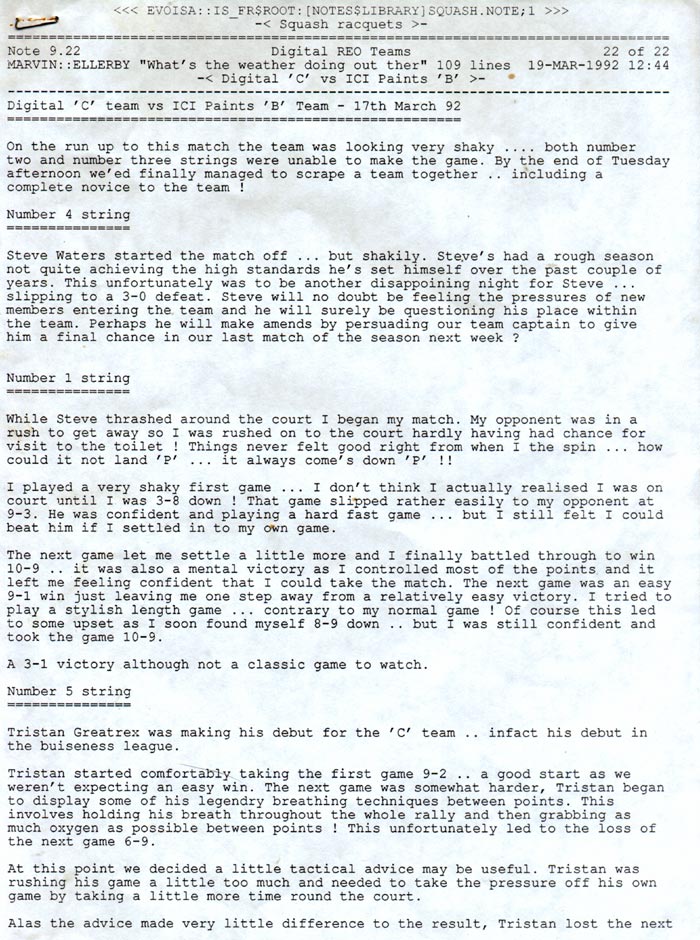 <<< EVOISA::IS_FR$ROOT:[NOTES$LIBRARY]SQUASH.NOTE;1 >>>
-< Squash racquets >-
================================================================================
Note 9.22 Digital REO Teams 22 of 22
MARVIN::ELLERBY "What's the weather doing out ther" 109 lines 19-MAR-1992 12:44
-< Digital 'C' vs ICI Paints 'B' >-
--------------------------------------------------------------------------------
Digital 'C' team vs ICI Paints 'B' Team - 17th March 92
=======================================================
On the run up to this match the team was looking very shaky .... both number
two and number three strings were unable to make the game. By the end of Tuesday
afternoon we'ed finally managed to scrape a team together .. including a
complete novice to the team !
Number 4 string
===============
Steve Waters started the match off ... but shakily. Steve's had a rough season
not quite achieving the high standards he's set himself over the past couple of
years. This unfortunately was to be another disappoining night for Steve ...
slipping to a 3-0 defeat. Steve will no doubt be feeling the pressures of new
members entering the team and he will surely be questioning his place within
the team. Perhaps he will make amends by persuading our team captain to give
him a final chance in our last match of the season next week ?
Number 1 string
===============
While Steve thrashed around the court I began my match. My opponent was in a
rush to get away so I was rushed on to the court hardly having had chance for
visit to the toilet ! Things never felt good right from when I the spin ... how
could it not land 'P' ... it always come's down 'P' !!
I played a very shaky first game ... I don't think I actually realised I was on
court until I was 3-8 down ! That game slipped rather easily to my opponent at
9-3. He was confident and playing a hard fast game ... but I still felt I could
beat him if I settled in to my own game.
The next game let me settle a little more and I finally battled through to win
10-9 .. it was also a mental victory as I controlled most of the points and it
left me feeling confident that I could take the match. The next game was an easy
9-1 win just leaving me one step away from a relatively easy victory. I tried to
play a stylish length game ... contrary to my normal game ! Of course this led
to some upset as I soon found myself 8-9 down .. but I was still confident and
took the game 10-9.
A 3-1 victory although not a classic game to watch.
Number 5 string
===============
Tristan Greatrex was making his debut for the 'C' team .. infact his debut in
the buiseness league.
Tristan started comfortably taking the first game 9-2 .. a good start as we
weren't expecting an easy win. The next game was somewhat harder, Tristan began
to display some of his legendry breathing techniques between points. This
involves holding his breath throughout the whole rally and then grabbing as
much oxygen as possible between points ! This unfortunately led to the loss of
the next game 6-9.
At this point we decided a little tactical advice may be useful. Tristan was
rushing his game a little too much and needed to take the pressure off his own
game by taking a little more time round the court.
Alas the advice made very little difference to the result, Tristan lost the next